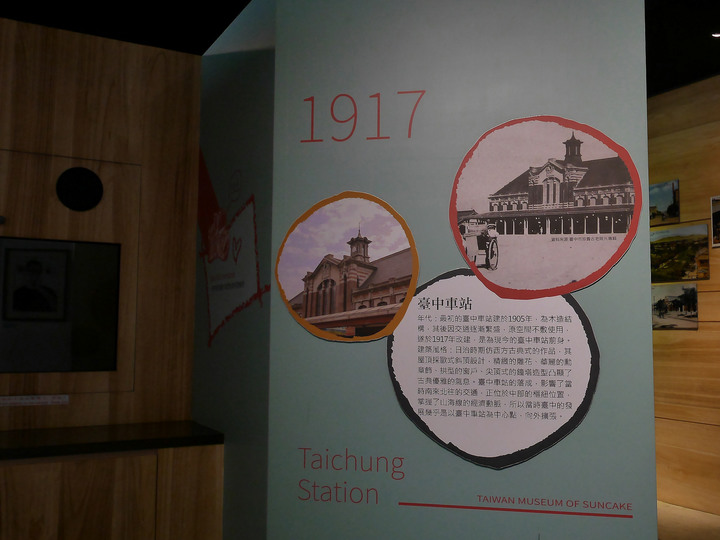 1917
臺中車站
年代:最初的臺中車站建於1905年,為木造結
構,其後因交通逐漸繁盛,原空間不敷使用,
遂於1917年改建,是為現今的臺中車站前身。
建築風格:日治時期仿西方古典式的作品,其
屋頂採歐式斜頂設計,精緻的雕花、華麗的勳
章飾、拱型的窗戶、尖頂式的鐘塔造型凸顯了
古典優雅的氣息。臺中車站的落成,影響了當
時南來北往的交通,正位於中部的樞紐位置,
掌握了山海線的經濟動脈,所以當時臺中的發
展幾乎是以臺中車站為中心點,向外擴張。
Taichung
Station
TAIWAN MUSEUM OF SUNCAKE